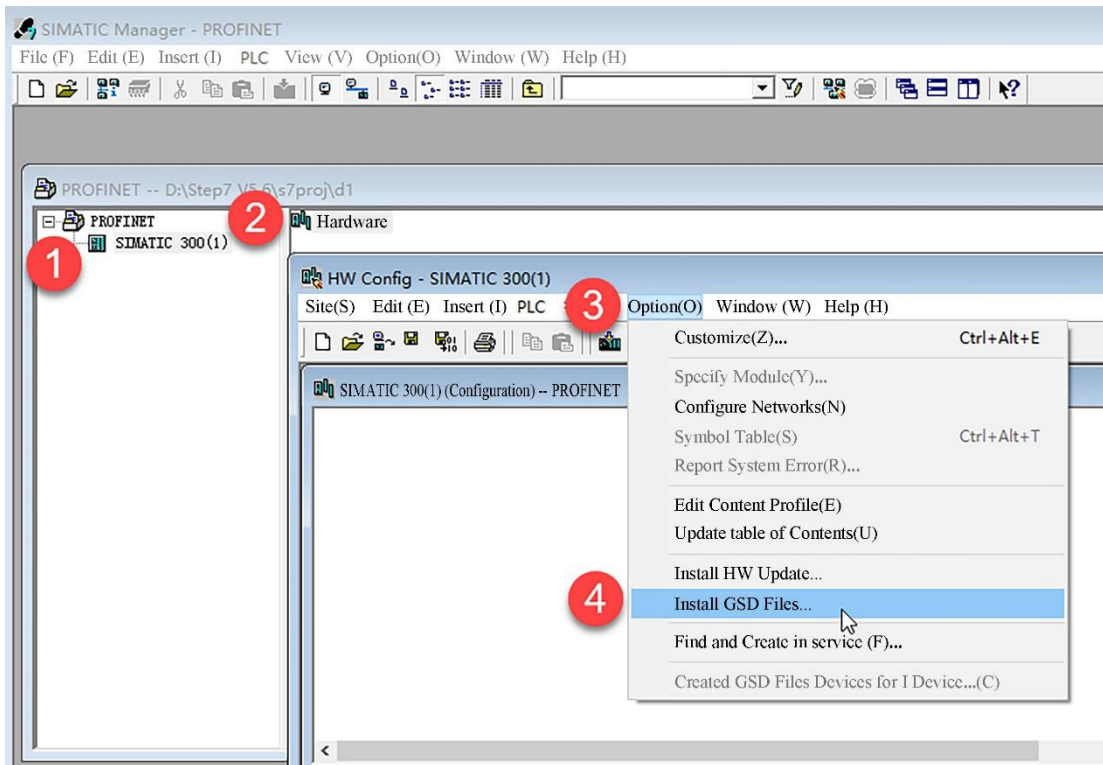 SIMATIC Manager - PROFINET
File (F) Edit (E) Insert (I) PLC View (V) Option(O) Window (W) Help (H)
PROFINET -- D:\Step7 V5.6\s7proj\d1
PROFINET
2
Hardware
SIMATIC 300(1)
1
HW Config - SIMATIC 300(1)
Site(S) Edit (E) Insert (I) PLC 3 Option(O) Window (W) Help (H)
Customize(Z)... Ctrl+Alt+E
SIMATIC 300(1) (Configuration) -- PROFINET
Specify Module(Y)...
Configure Networks(N)
Symbol Table(S) Ctrl+Alt+T
Report System Error(R)...
Edit Content Profile(E)
Update table of Contents(U)
Install HW Update...
4
Install GSD Files...
Find and Create in service (F)...
Created GSD Files Devices for I Device...(C)